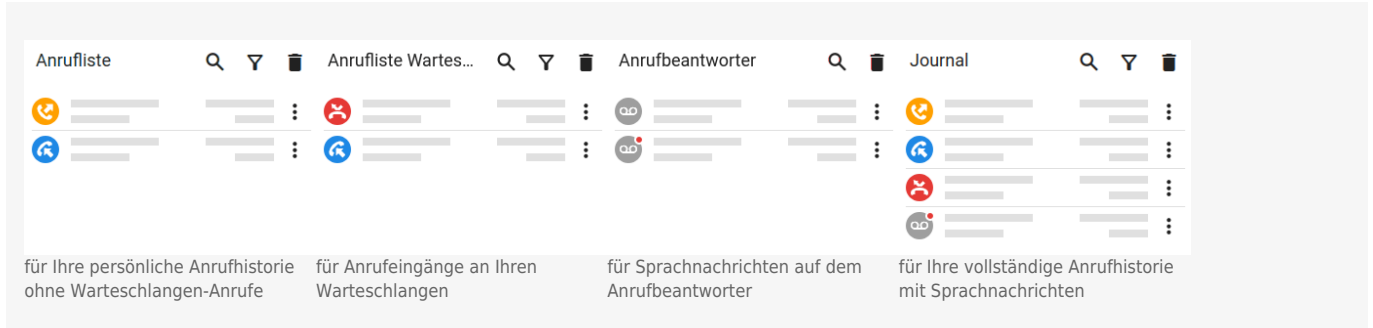 Anrufliste
Anrufliste Wartes...
Anrufbeantworter
Journal
für Ihre persönliche Anrufhistorie
ohne Warteschlangen-Anrufe
für Anrufeingänge an Ihren
Warteschlangen
für Sprachnachrichten auf dem
Anrufbeantworter
für Ihre vollständige Anrufhistorie
mit Sprachnachrichten